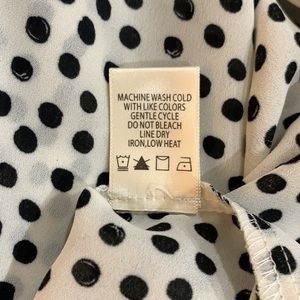 MACHINE WASH COLD
WITH LIKE COLORS
GENTLE CYCLE
DO NOT BLEACH
LINE DRY
IRON,LOW HEAT